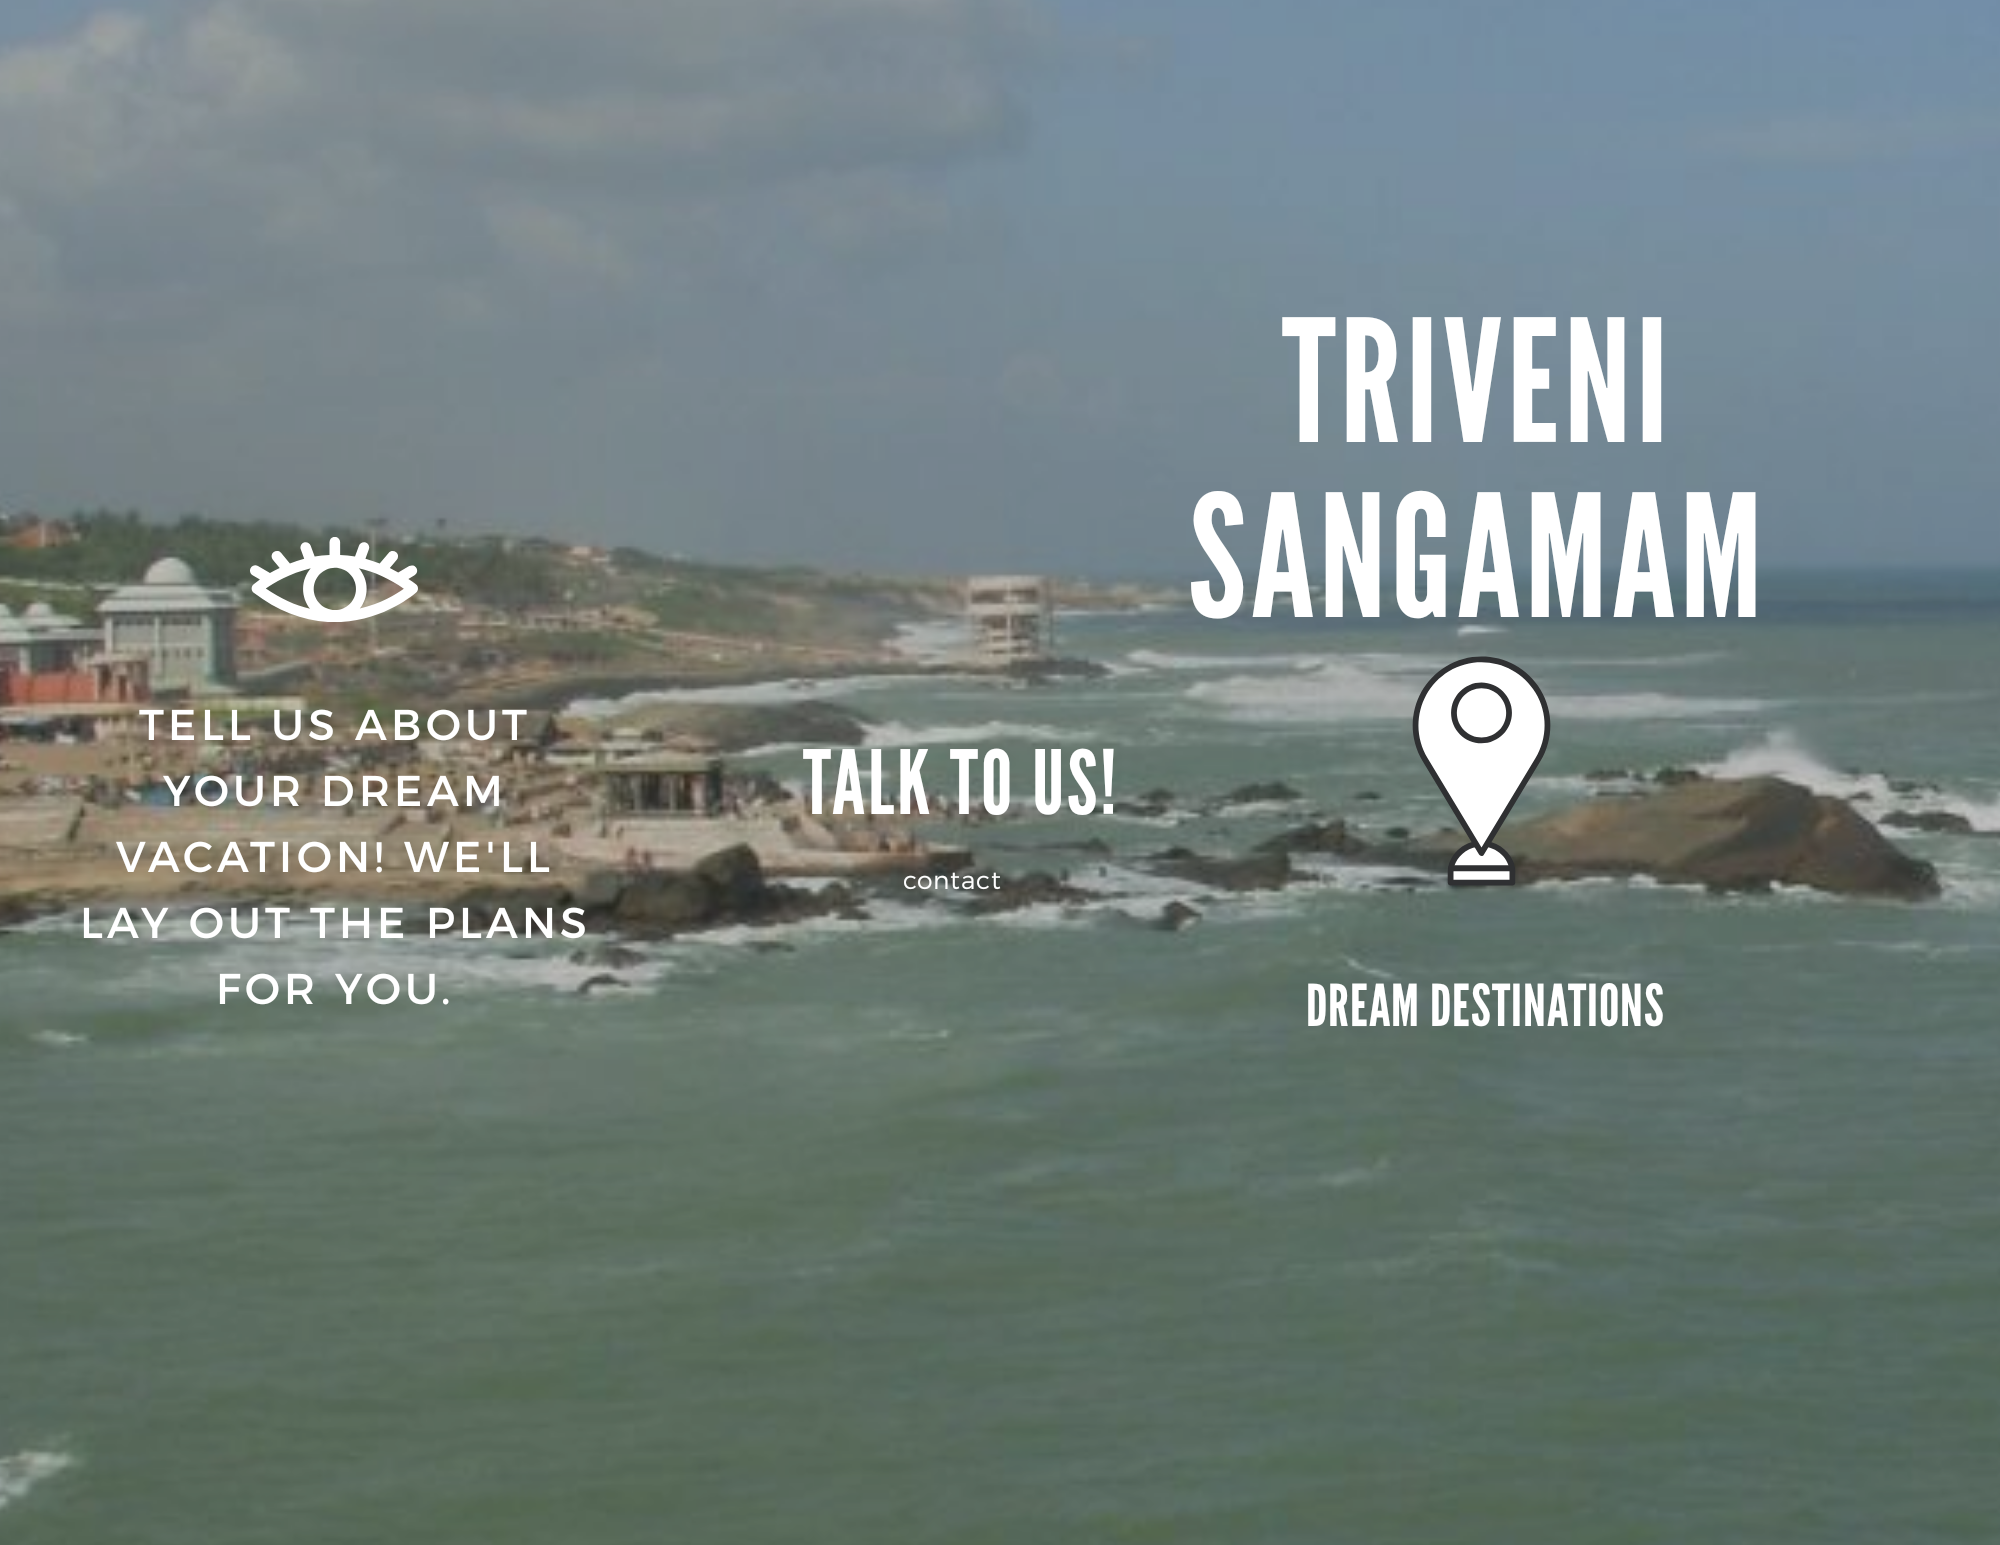 TELL US ABOUT
YOUR DREAM
VACATION! WE'LL
LAY OUT THE PLANS
FOR YOU.
TALK TO US!
contact
TRIVENI
SANGAMAM
DREAM DESTINATIONS